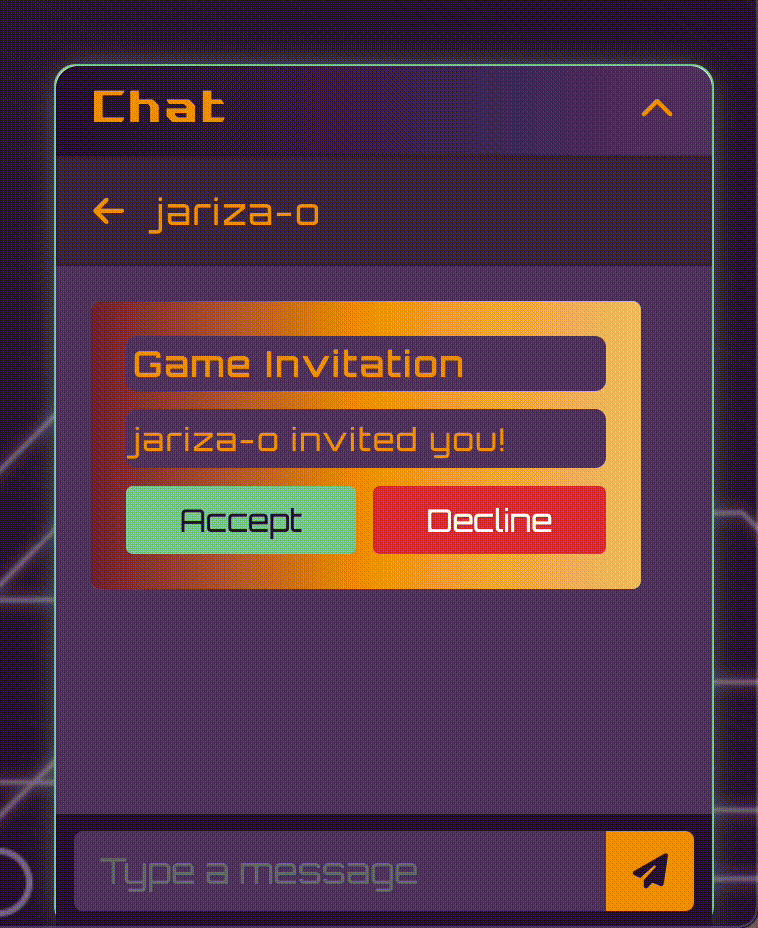 Chat
jariza-o
Game Invitation
jariza-o invited you!
Accept
Decline
Type a message